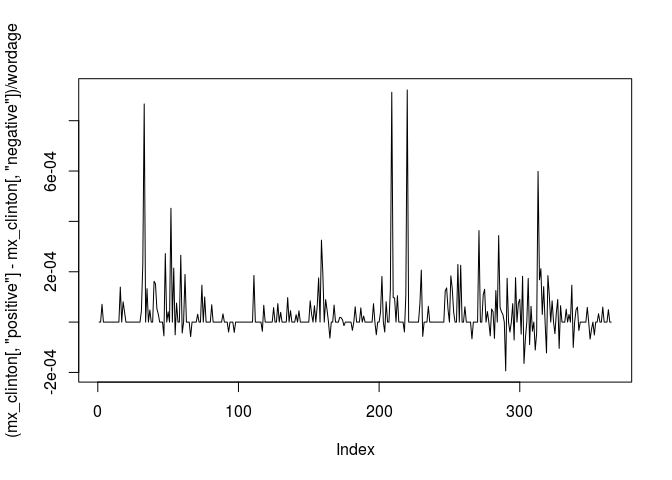 (mx_clinton[, "positive"] - mx_clinton[, "negative"])/wordage
6e-04
2e-04
-2e-04
0 100 200 300
Index